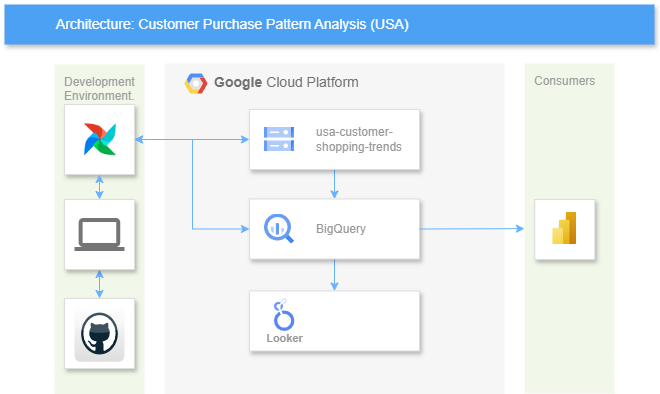 Architecture: Customer Purchase Pattern Analysis (USA)
Development
Environment.
Google Cloud Platform
Consumers
usa-customer-
shopping-trends
BigQuery
Looker